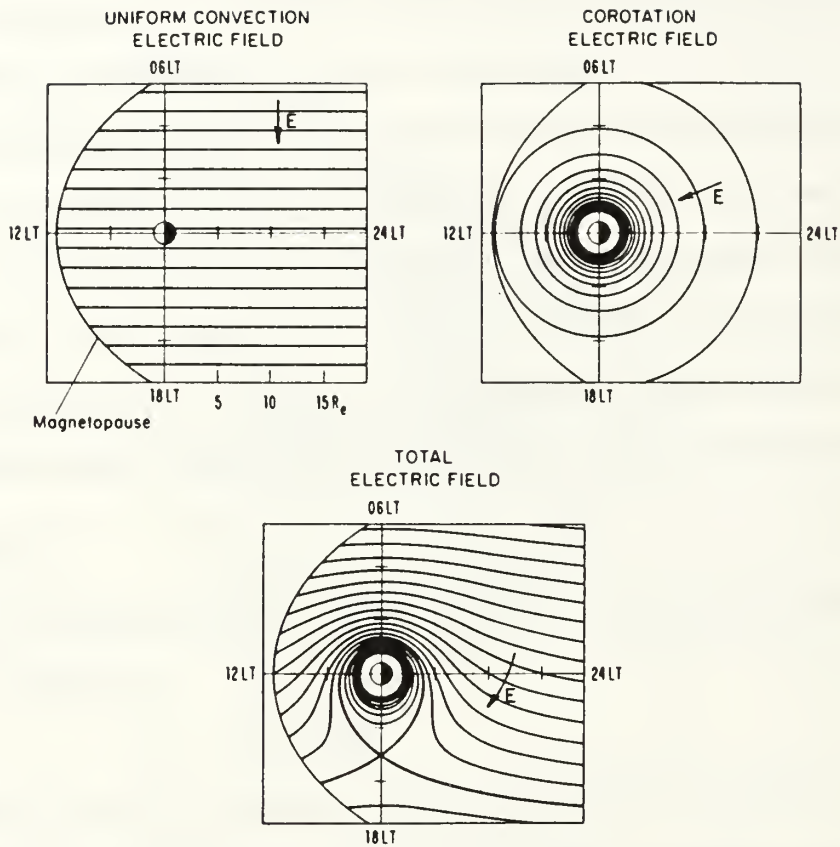 UNIFORM CONVECTION
ELECTRIC FIELD
06LT
E
12LT
24LT
18LT
5
10
15Rₑ
Magnetopause
COROTATION
ELECTRIC FIELD
06LT
E
12LT
24LT
18LT
TOTAL
ELECTRIC FIELD
06LT
12LT
E
24LT
18LT